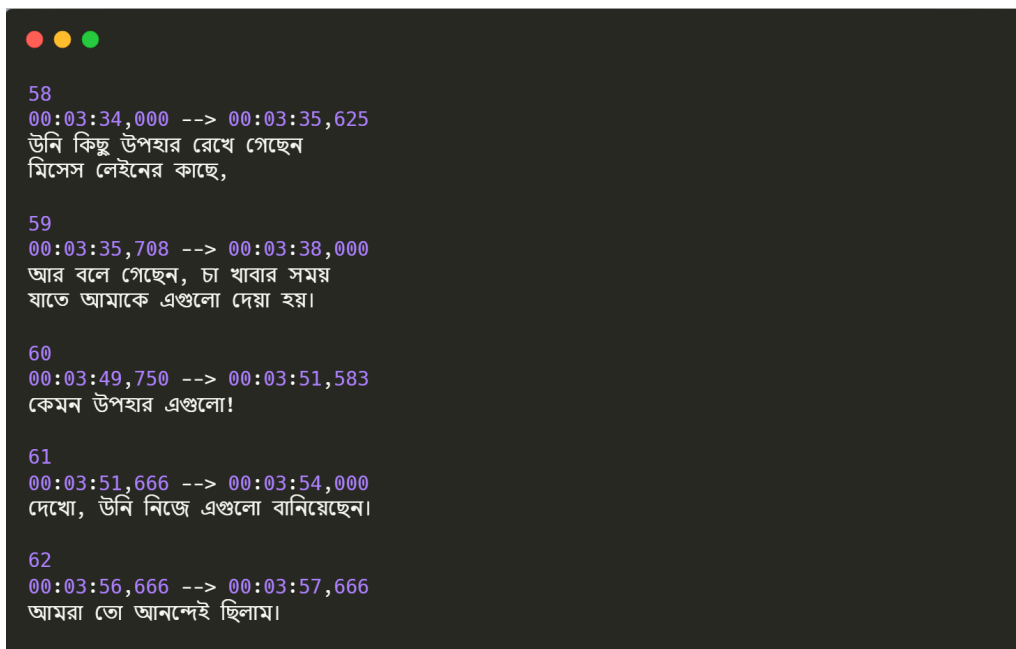 58
00:03:34,000 --> 00:03:35,625
উনি কিছু উপহার রেখে গেছেন
মিসেস লেইনের কাছে,
59
00:03:35,708 --> 00:03:38,000
আর বলে গেছেন, চা খাবার সময়
যাতে আমাকে এগুলো দেয়া হয়।
60
00:03:49,750 --> 00:03:51,583
কেমন উপহার এগুলো!
61
00:03:51,666 --> 00:03:54,000
দেখো, উনি নিজে এগুলো বানিয়েছেন।
62
00:03:56,666 --> 00:03:57,666
আমরা তো আনন্দেই ছিলাম।